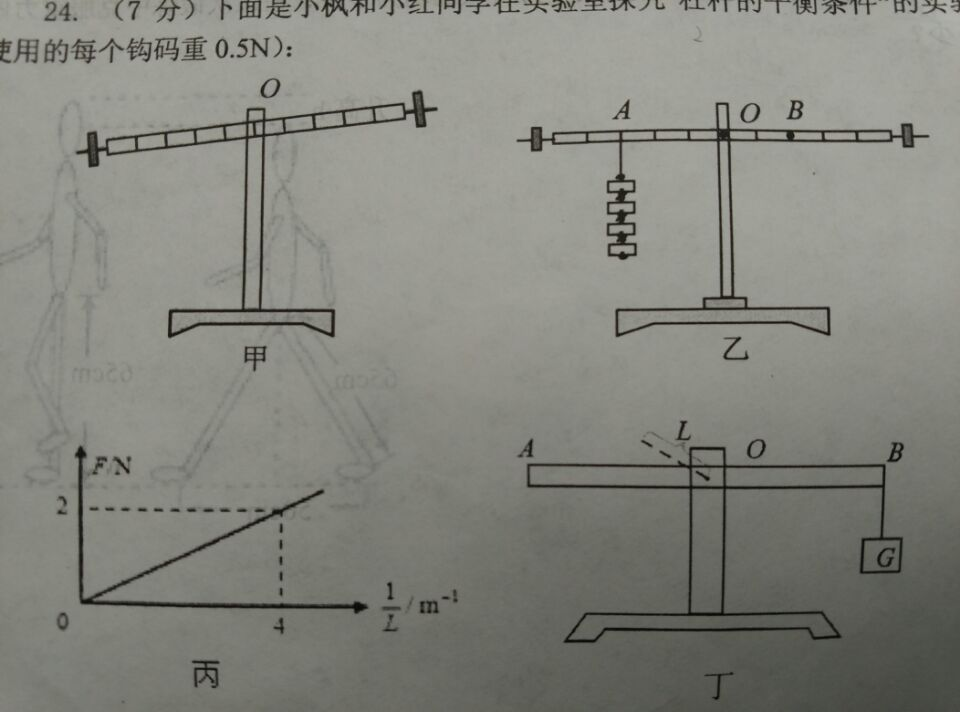 24. （7 分）下面是小枫和小红同学在实验室探究“杠杆的平衡条件”的实验
使用的每个钩码重 0.5N）：
O
甲
A O B
乙
F/N
2
0
4
1/L / m⁻¹
丙
A L O B
G
丁
65cm
65cm